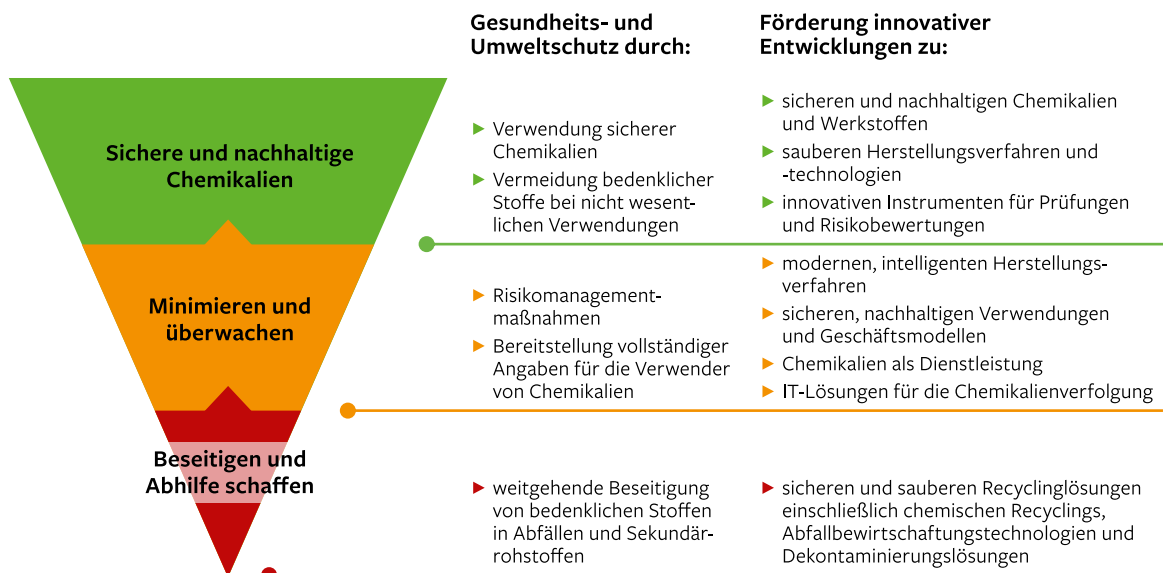 Gesundheits- und
Umweltschutz durch:
Förderung innovativer
Entwicklungen zu:
Sichere und nachhaltige
Chemikalien
► Verwendung sicherer
Chemikalien
► Vermeidung bedenklicher
Stoffe bei nicht wesent-
lichen Verwendungen
► sicheren und nachhaltigen Chemikalien
und Werkstoffen
► sauberen Herstellungsverfahren und
-technologien
► innovativen Instrumenten für Prüfungen
und Risikobewertungen
Minimieren und
überwachen
► Risikomanagement-
maßnahmen
► Bereitstellung vollständiger
Angaben für die Verwender
von Chemikalien
► modernen, intelligenten Herstellungs-
verfahren
► sicheren, nachhaltigen Verwendungen
und Geschäftsmodellen
► Chemikalien als Dienstleistung
► IT-Lösungen für die Chemikalienverfolgung
Beseitigen und
Abhilfe schaffen
► weitgehende Beseitigung
von bedenklichen Stoffen
in Abfällen und Sekundär-
rohstoffen
► sicheren und sauberen Recyclinglösungen
einschließlich chemischen Recyclings,
Abfallbewirtschaftungstechnologien und
Dekontaminierungslösungen